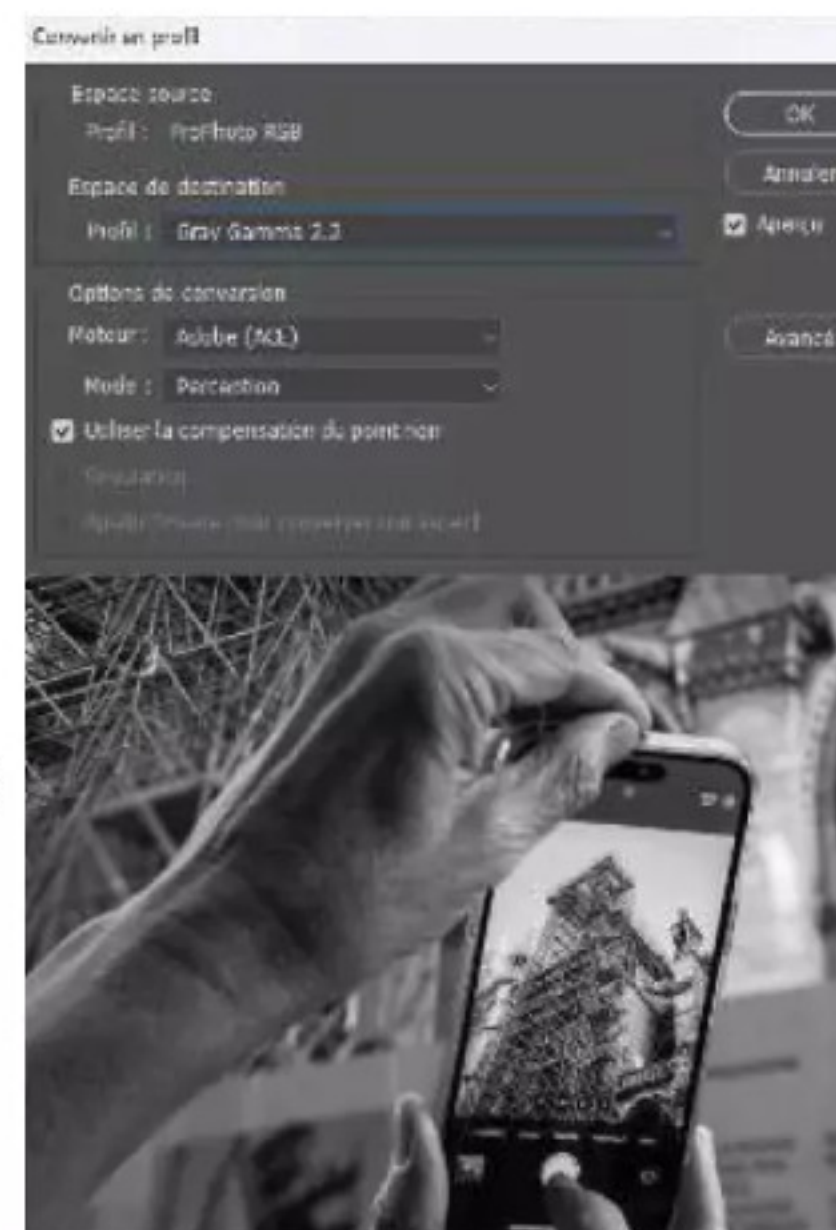 Convertir en profil
Espace source
Profil : ProPhoto RGB
OK
Annuler
Espace de destination
Profil : Gray Gamma 2.2
Aperçu
Options de conversion
Moteur : Adobe (ACE)
Avancé
Mode : Perception
Utiliser la compensation du point noir
Simulation